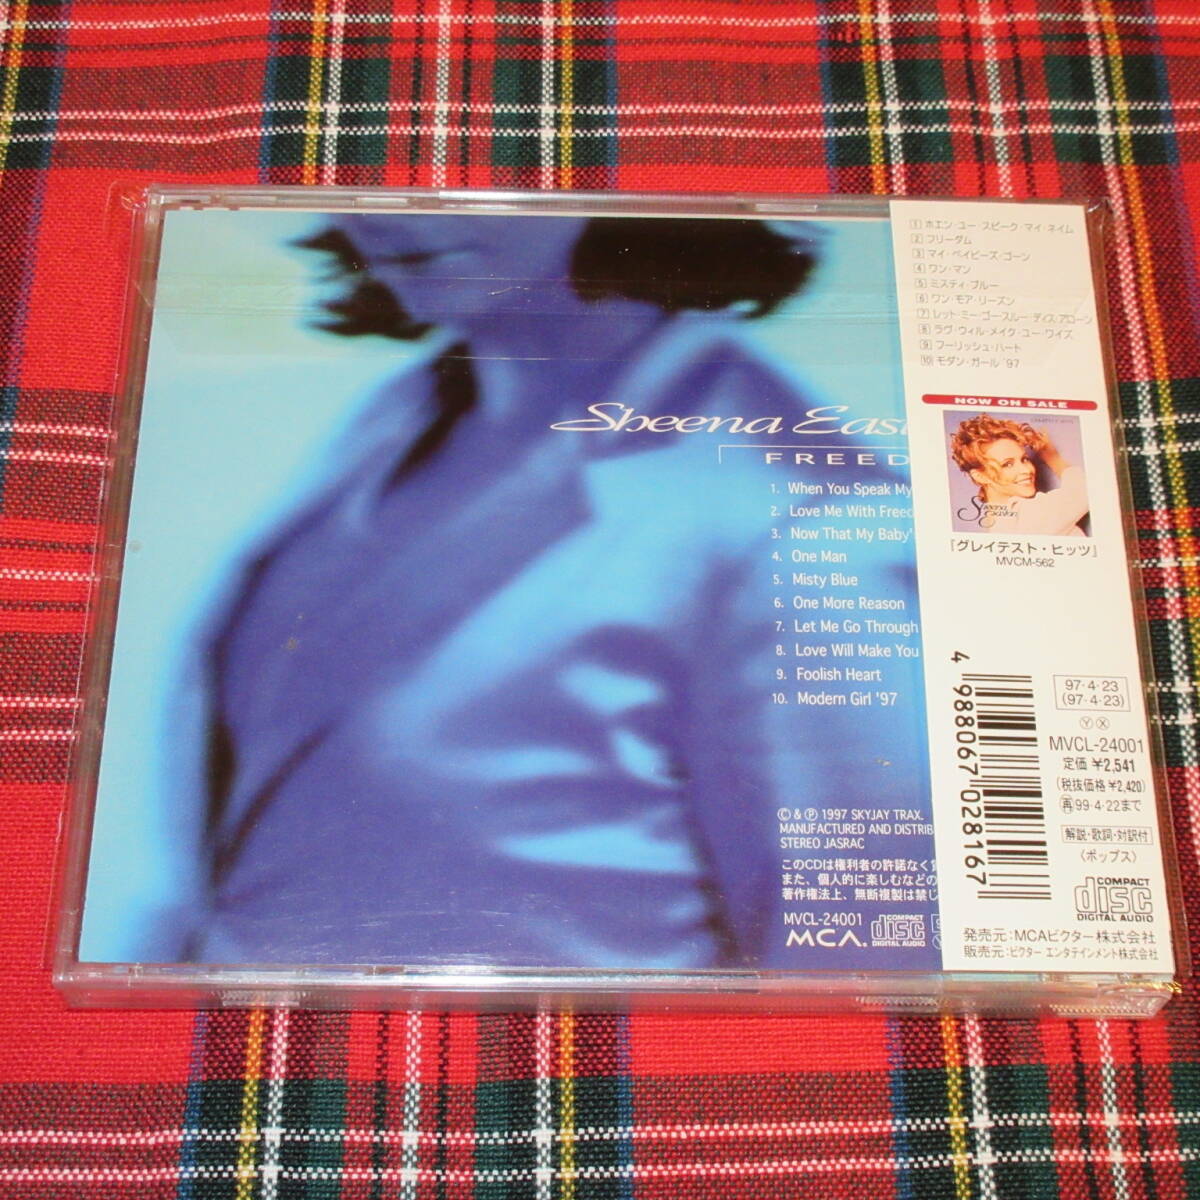 Sheena East
FREED
1. When You Speak My
2. Love Me With Freed
3. Now That My Baby'
4. One Man
5. Misty Blue
6. One More Reason
7. Let Me Go Through
8. Love Will Make You
9. Foolish Heart
10. Modern Girl '97
© & ℗ 1997 SKYJAY TRAX.
MANUFACTURED AND DISTRIB
STEREO JASRAC
このCDは権利者の許諾なく賃
また、個人的に楽しむなどの
著作権法上、無断複製は禁じ
MVCL-24001
MCA.
COMPACT
disc
DIGITAL AUDIO
1 ホエン・ユー・スピーク・マイ・ネイム
2 フリーダム
3 マイ・ベイビーズ・ゴーン
4 ワン・マン
5 ミスティ・ブルー
6 ワン・モア・リーズン
7 レット・ミー・ゴー・スルー・ディス・アローン
8 ラヴ・ウィル・メイク・ユー・ワイズ
9 フーリッシュ・ハート
10 モダン・ガール '97
NOW ON SALE
Sheena
Easton
『グレイテスト・ヒッツ』
MVCM-562
4 988067 028167
97・4・23
(97・4・23)
Ⓨ Ⓧ
MVCL-24001
定価 ¥2,541
(税抜価格 ¥2,420)
再 99・4・22まで
解説・歌詞・対訳付
〈ポップス〉
COMPACT
disc
DIGITAL AUDIO
発売元:MCAビクター株式会社
販売元:ビクター エンタテインメント株式会社